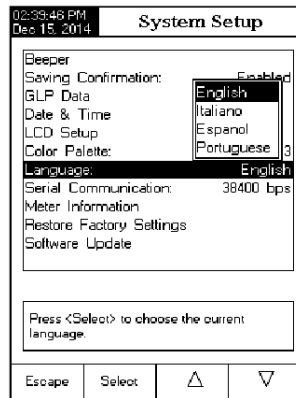 02:39:46 PM
Dec 15, 2014
System Setup
Beeper
Saving Confirmation: Enabled
GLP Data
Date & Time
LCD Setup
Color Palette: 3
English
Italiano
Espanol
Portuguese
Language: English
Serial Communication: 38400 bps
Meter Information
Restore Factory Settings
Software Update
Press <Select> to choose the current
language.
Escape Select △ ▽